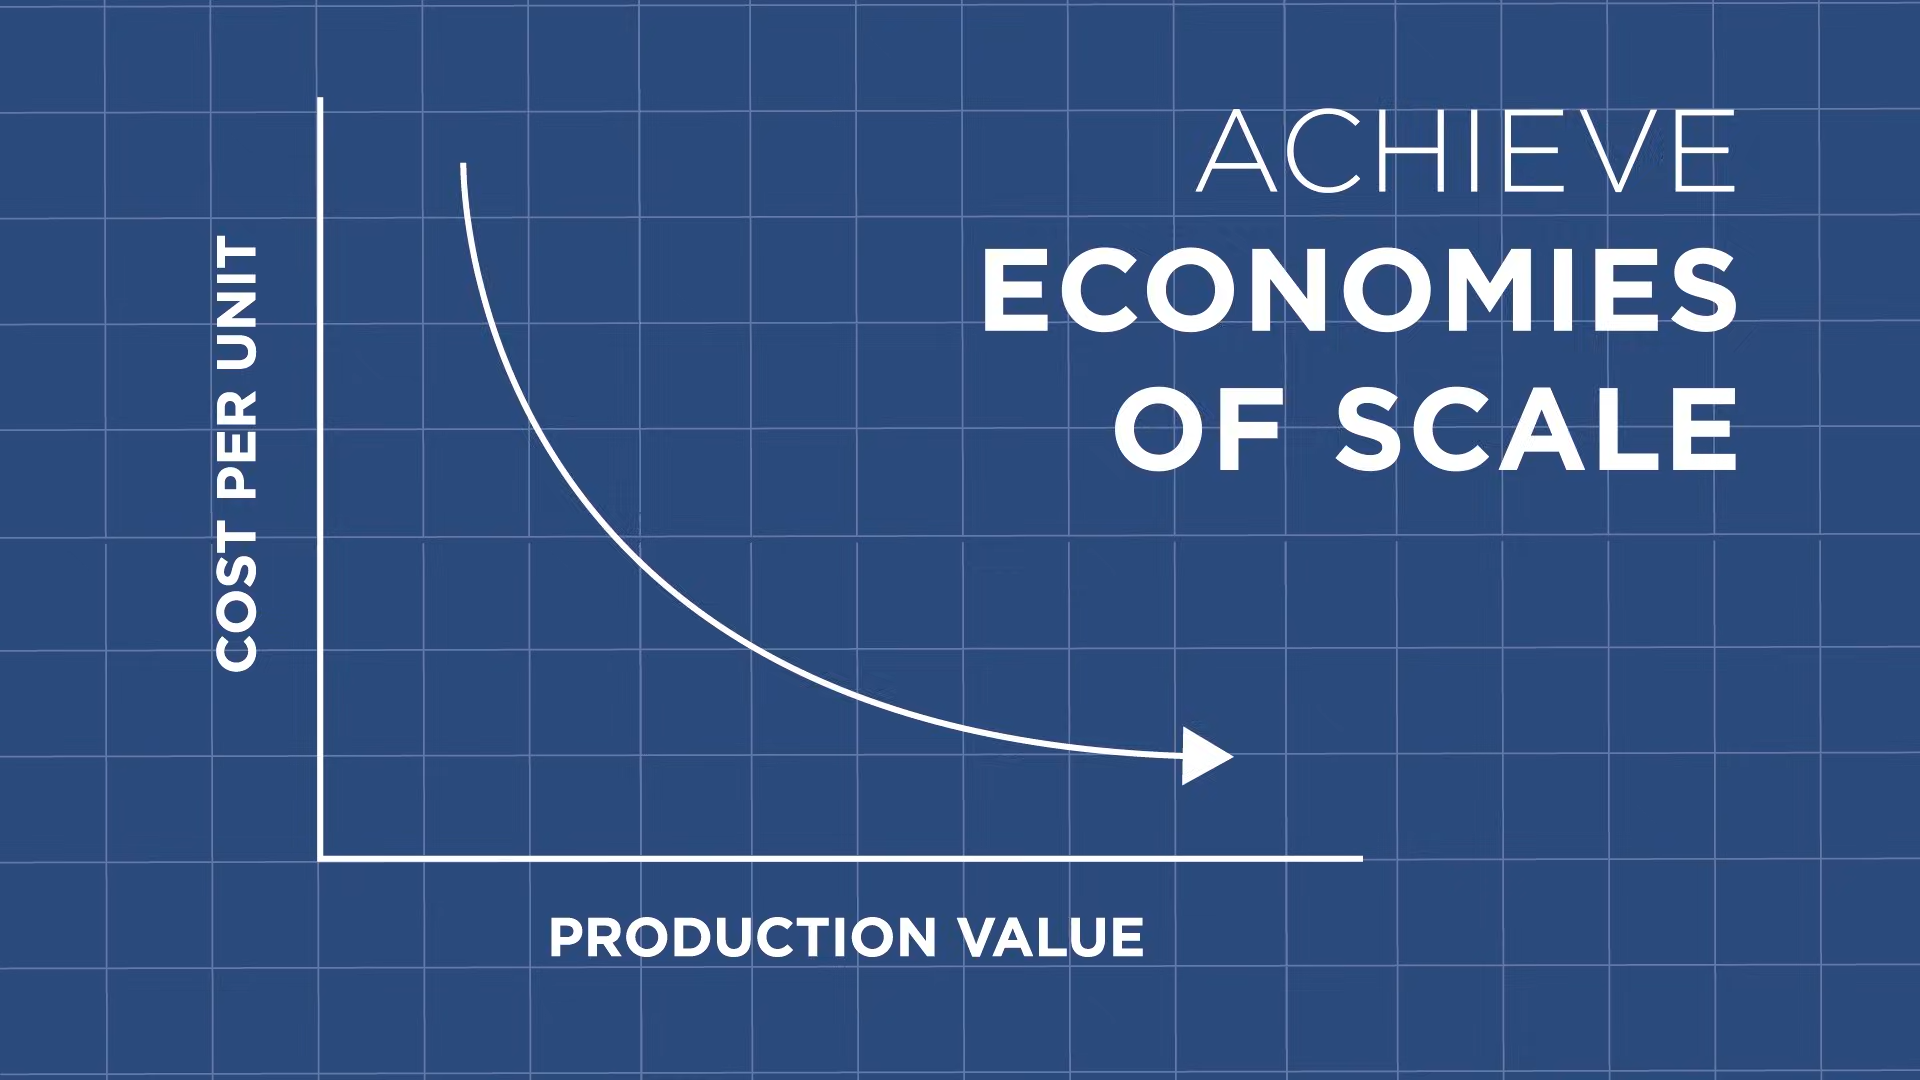 ACHIEVE
ECONOMIES
OF SCALE
COST PER UNIT
PRODUCTION VALUE